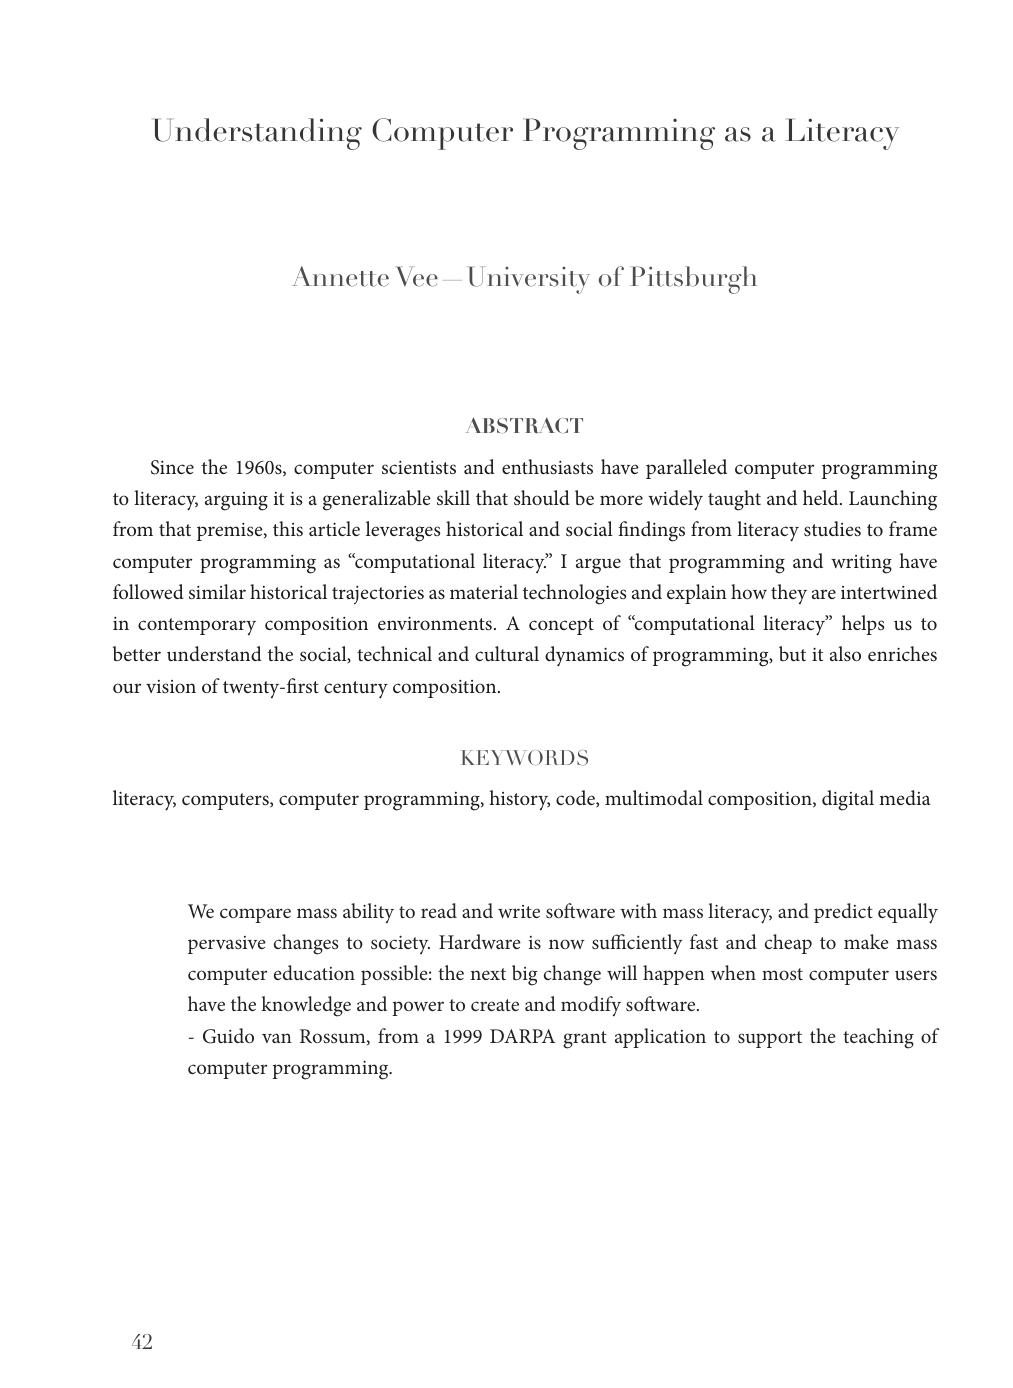 Understanding Computer Programming as a Literacy
Annette Vee—University of Pittsburgh
ABSTRACT
Since the 1960s, computer scientists and enthusiasts have paralleled computer programming
to literacy, arguing it is a generalizable skill that should be more widely taught and held. Launching
from that premise, this article leverages historical and social findings from literacy studies to frame
computer programming as “computational literacy.” I argue that programming and writing have
followed similar historical trajectories as material technologies and explain how they are intertwined
in contemporary composition environments. A concept of “computational literacy” helps us to
better understand the social, technical and cultural dynamics of programming, but it also enriches
our vision of twenty-first century composition.
KEYWORDS
literacy, computers, computer programming, history, code, multimodal composition, digital media
We compare mass ability to read and write software with mass literacy, and predict equally
pervasive changes to society. Hardware is now sufficiently fast and cheap to make mass
computer education possible: the next big change will happen when most computer users
have the knowledge and power to create and modify software.
- Guido van Rossum, from a 1999 DARPA grant application to support the teaching of
computer programming.
42